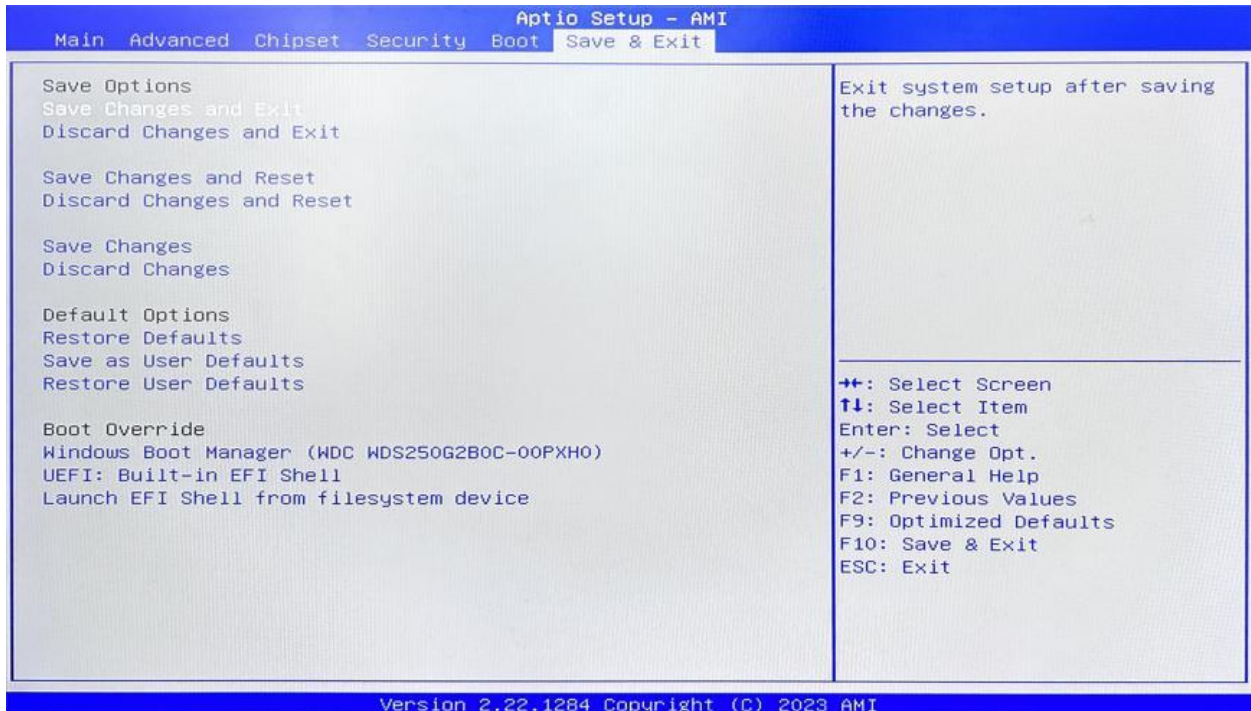 Aptio Setup - AMI
Main Advanced Chipset Security Boot Save & Exit
Save Options
Save Changes and Exit
Discard Changes and Exit
Save Changes and Reset
Discard Changes and Reset
Save Changes
Discard Changes
Default Options
Restore Defaults
Save as User Defaults
Restore User Defaults
Boot Override
Windows Boot Manager (WDC WDS250G2B0C-00PXH0)
UEFI: Built-in EFI Shell
Launch EFI Shell from filesystem device
Exit system setup after saving
the changes.
→←: Select Screen
↑↓: Select Item
Enter: Select
+/-: Change Opt.
F1: General Help
F2: Previous Values
F9: Optimized Defaults
F10: Save & Exit
ESC: Exit
Version 2.22.1284 Copyright (C) 2023 AMI